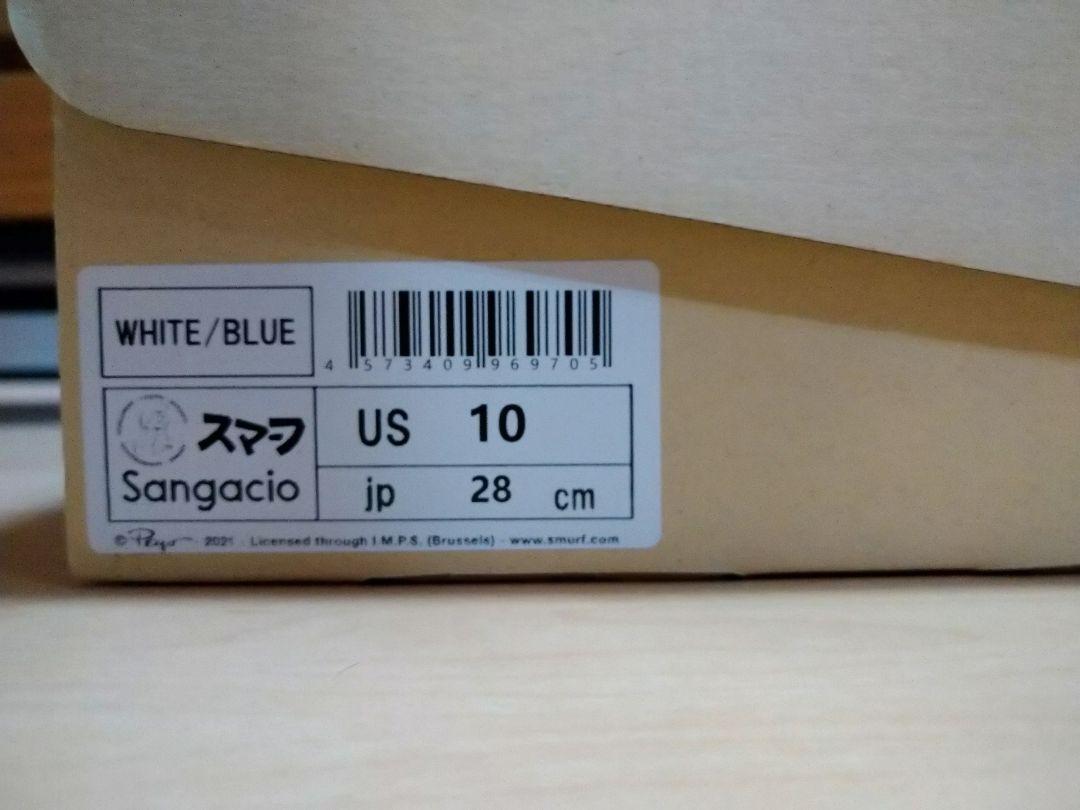 WHITE/BLUE
4 573409 969705
スマーフ
Sangacio
US 10
jp 28 cm
© Peyo - 2021 - Licensed through I.M.P.S. (Brussels) - www.smurf.com